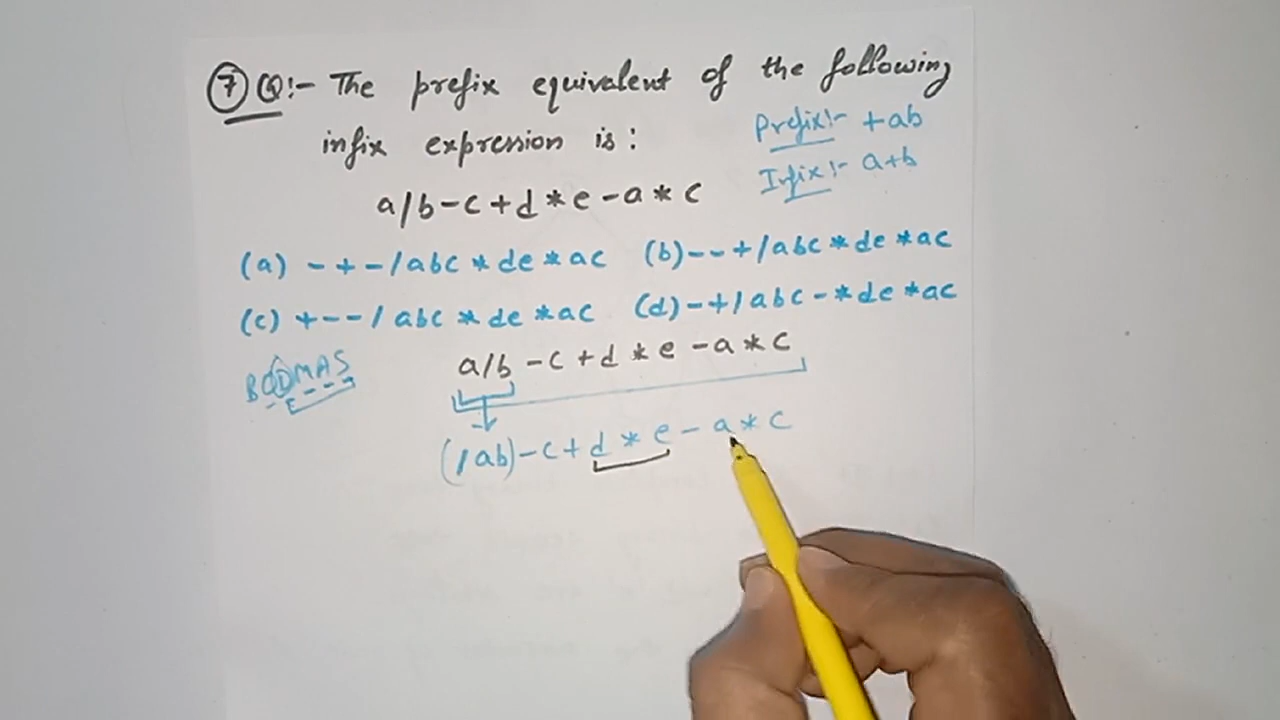 7 Q:- The prefix equivalent of the following
infix expression is:
Prefix:- +ab
Infix:- a+b
a/b-c+d*e-a*c
(a) -+-/abc*de*ac (b)--+/abc*de*ac
(c) +--/abc*de*ac (d)-+/abc-*de*ac
BODMAS
a/b-c+d*e-a*c
(/ab)-c+d*e-a*c